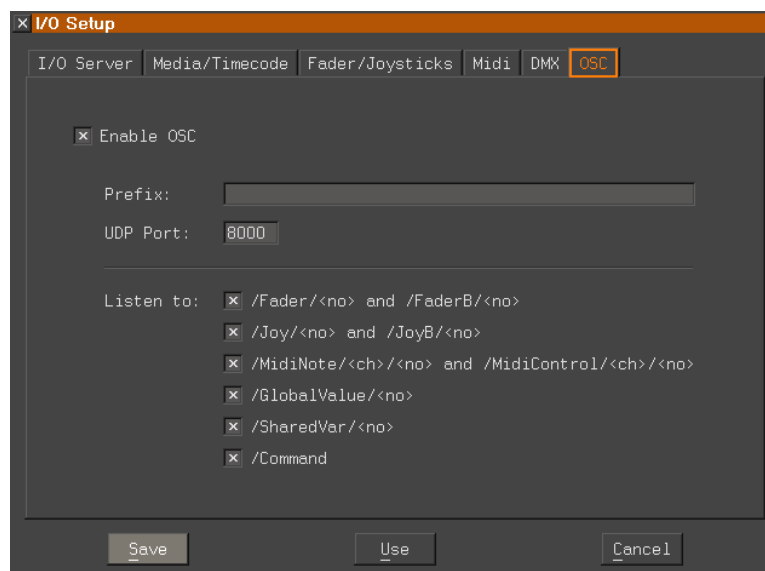 I/O Setup
I/O Server Media/Timecode Fader/Joysticks Midi DMX OSC
Enable OSC
Prefix:
UDP Port: 8000
Listen to: /Fader/<no> and /FaderB/<no>
/Joy/<no> and /JoyB/<no>
/MidiNote/<ch>/<no> and /MidiControl/<ch>/<no>
/GlobalValue/<no>
/SharedVar/<no>
/Command
Save Use Cancel